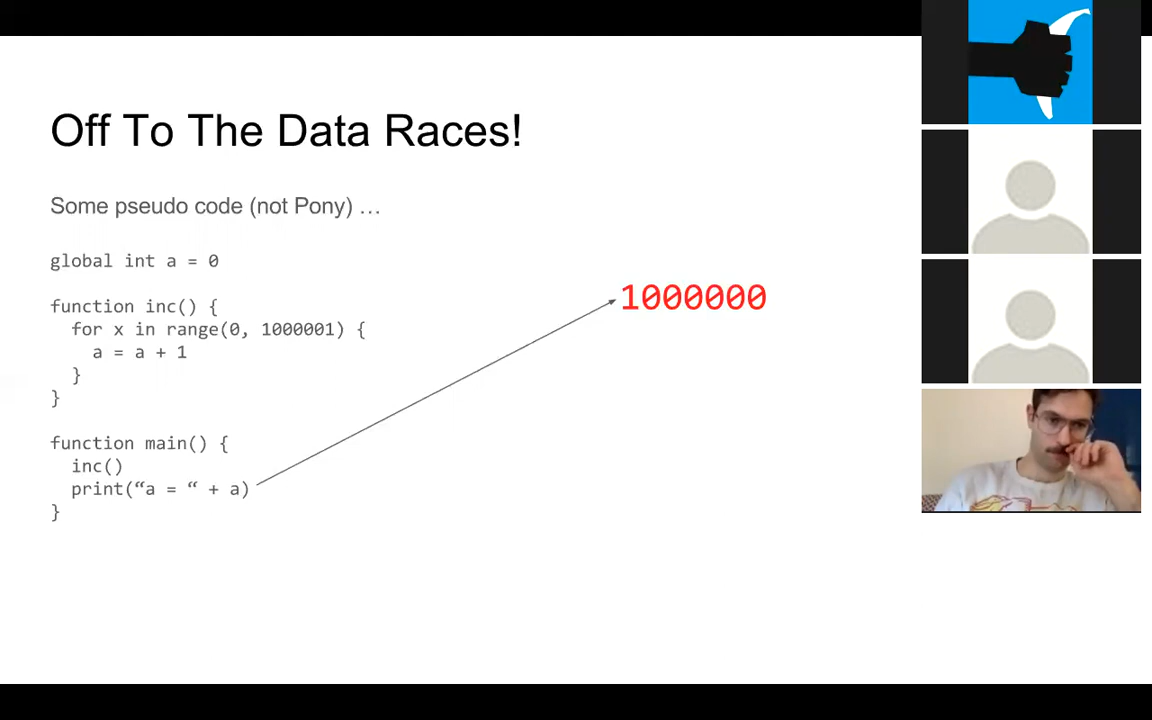 Off To The Data Races!
Some pseudo code (not Pony) …
global int a = 0
function inc() {
for x in range(0, 1000001) {
a = a + 1
}
}
function main() {
inc()
print(“a = “ + a)
}
1000000